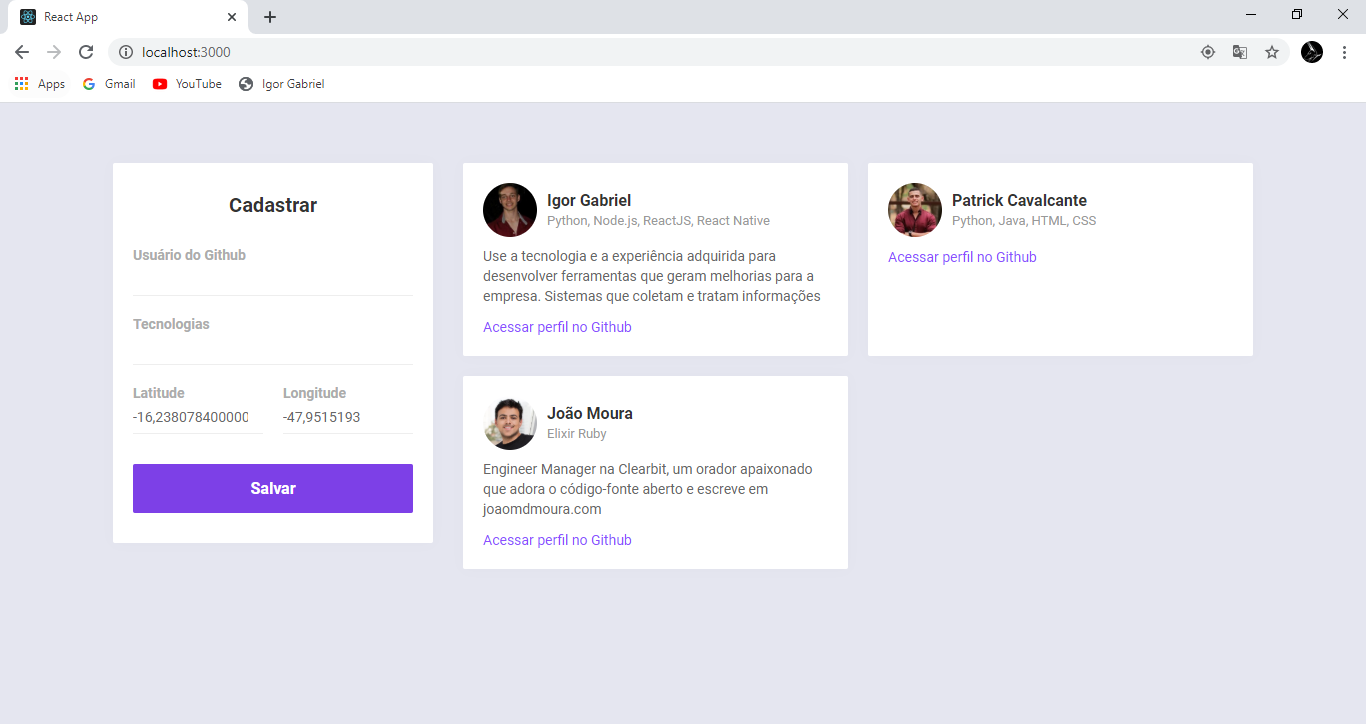 React App
localhost:3000
Apps
Gmail
YouTube
Igor Gabriel
Cadastrar
Usuário do Github
Tecnologias
Latitude
Longitude
-16,238078400000
-47,9515193
Salvar
Igor Gabriel
Python, Node.js, ReactJS, React Native
Use a tecnologia e a experiência adquirida para
desenvolver ferramentas que geram melhorias para a
empresa. Sistemas que coletam e tratam informações
Acessar perfil no Github
Patrick Cavalcante
Python, Java, HTML, CSS
Acessar perfil no Github
João Moura
Elixir Ruby
Engineer Manager na Clearbit, um orador apaixonado
que adora o código-fonte aberto e escreve em
joaomdmoura.com
Acessar perfil no Github